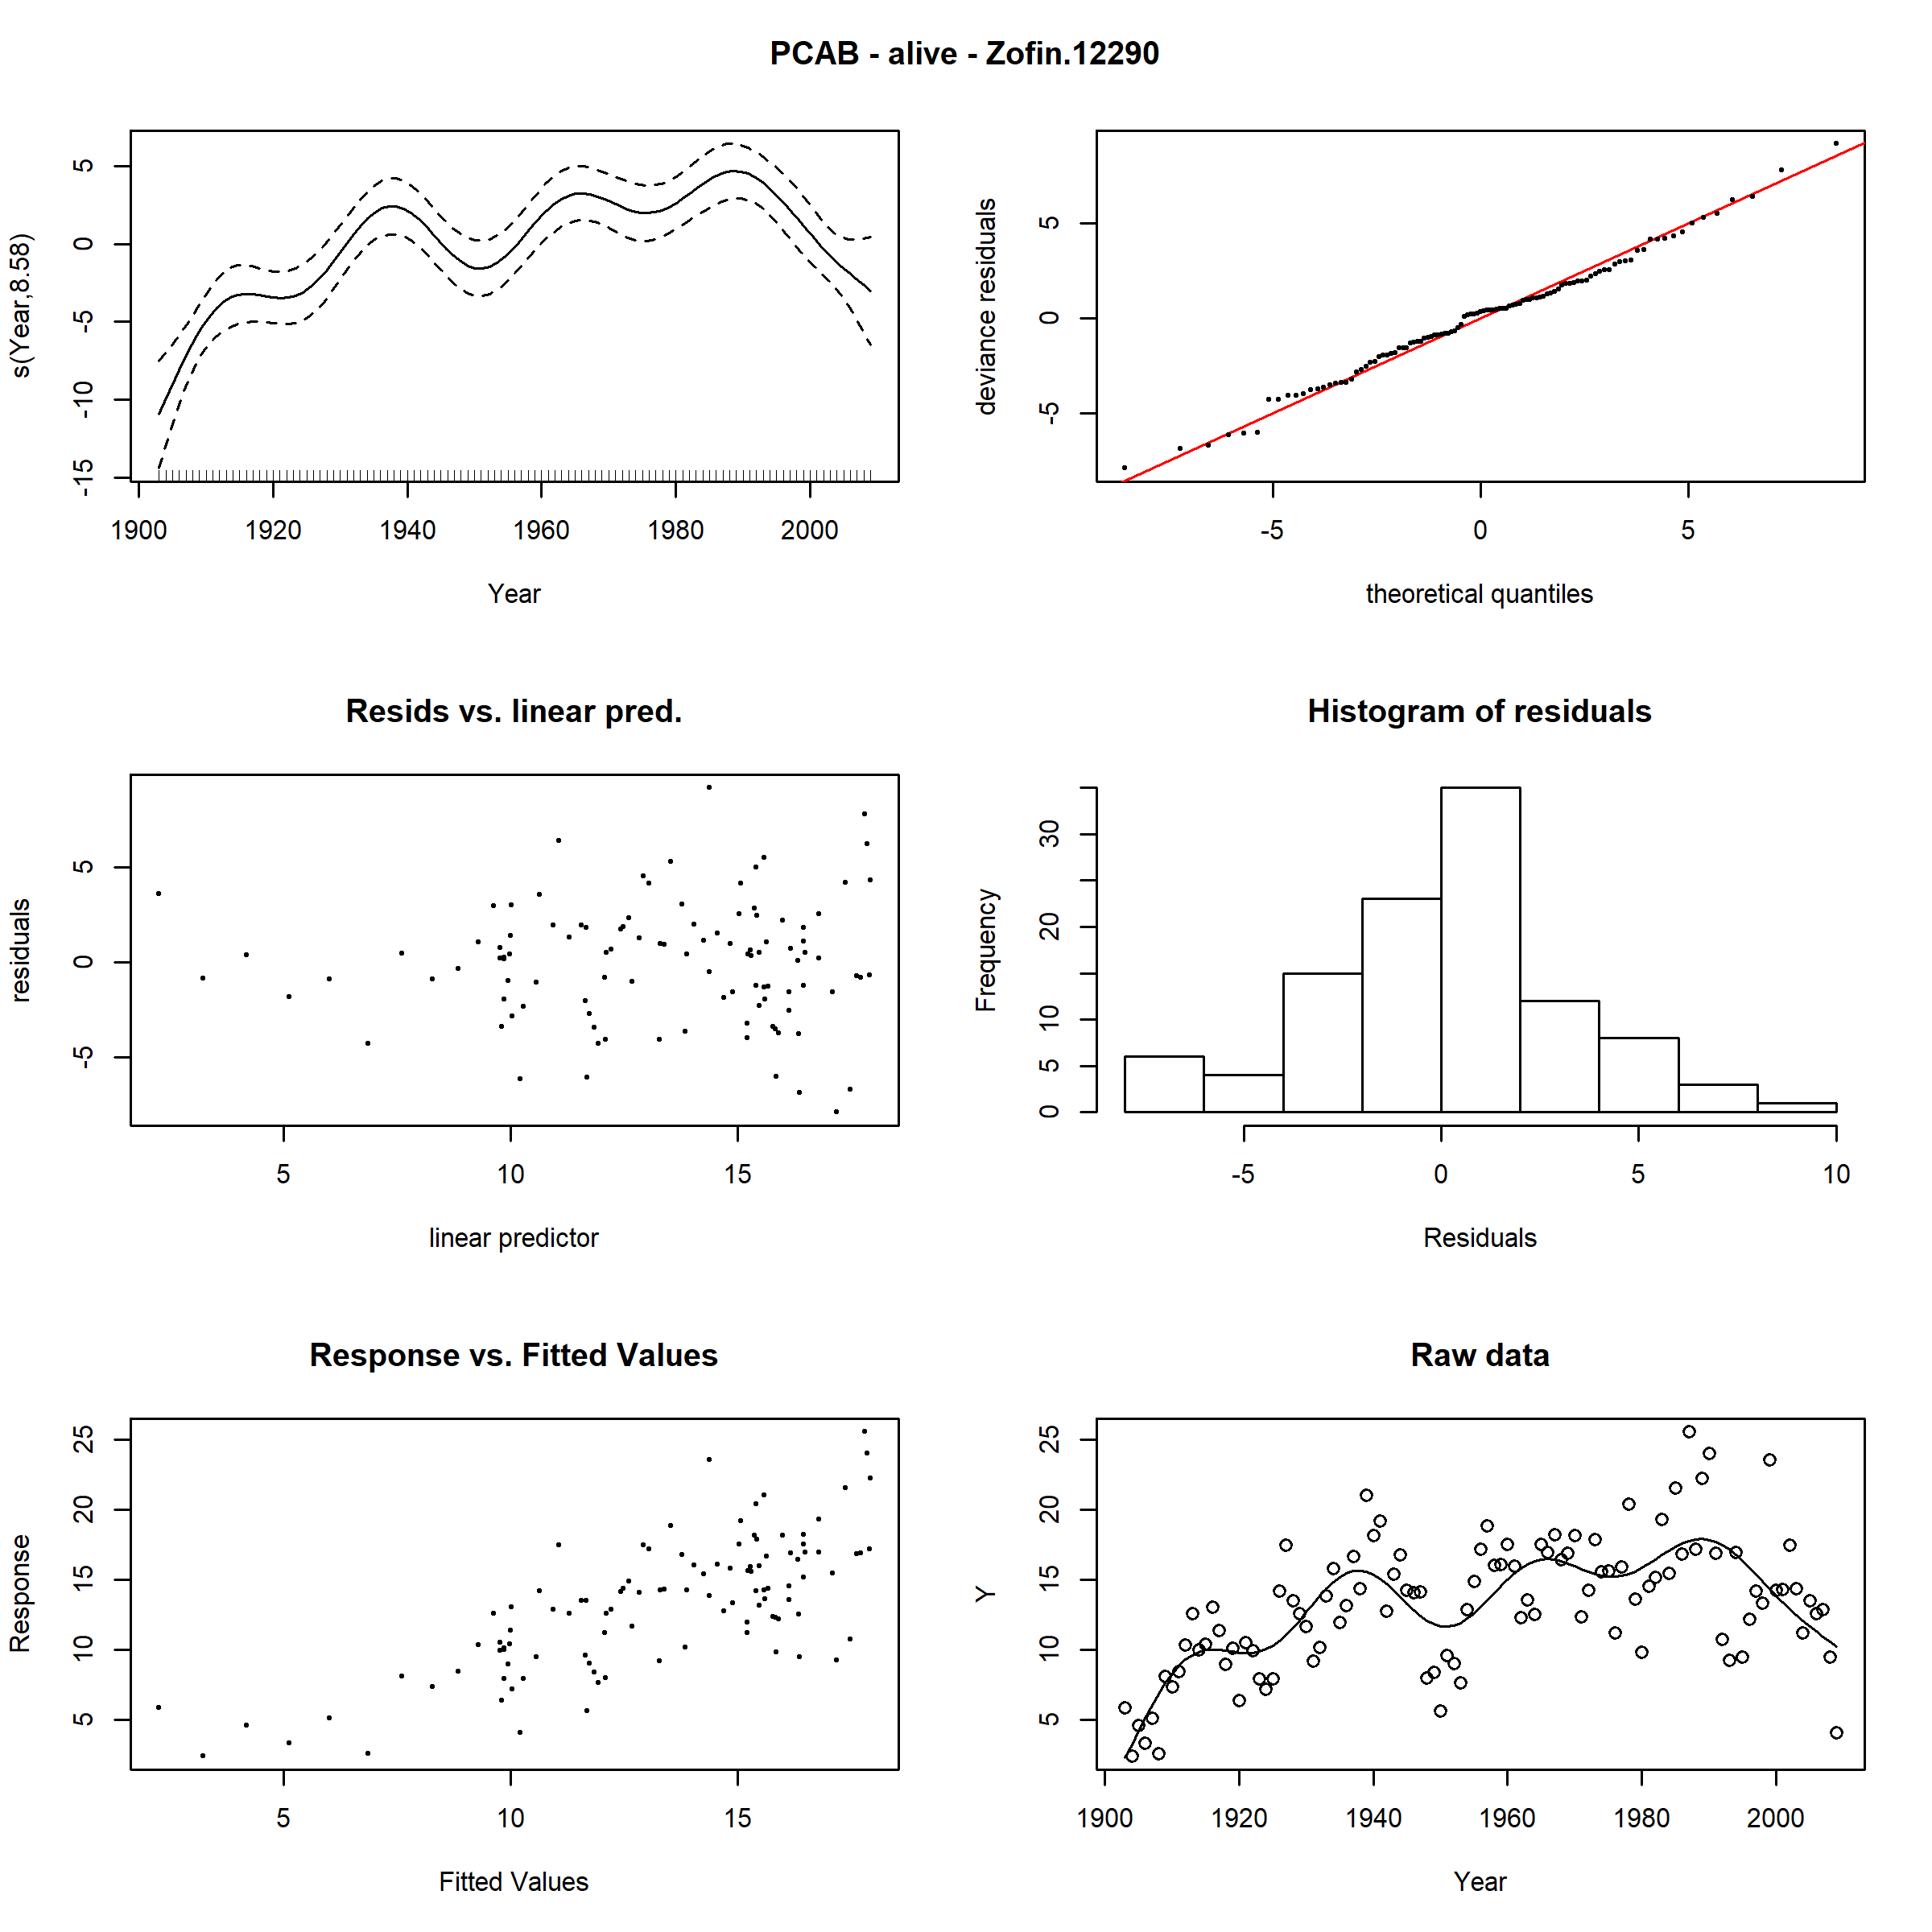 PCAB - alive - Zofin.12290
s(Year,8.58)
5
0
-5
-10
-15
1900 1920 1940 1960 1980 2000
Year
deviance residuals
5
0
-5
-5 0 5
theoretical quantiles
Resids vs. linear pred.
residuals
5
0
-5
5 10 15
linear predictor
Histogram of residuals
Frequency
30
20
10
5
0
-5 0 5 10
Residuals
Response vs. Fitted Values
Response
25
20
15
10
5
5 10 15
Fitted Values
Raw data
Y
25
20
15
10
5
1900 1920 1940 1960 1980 2000
Year